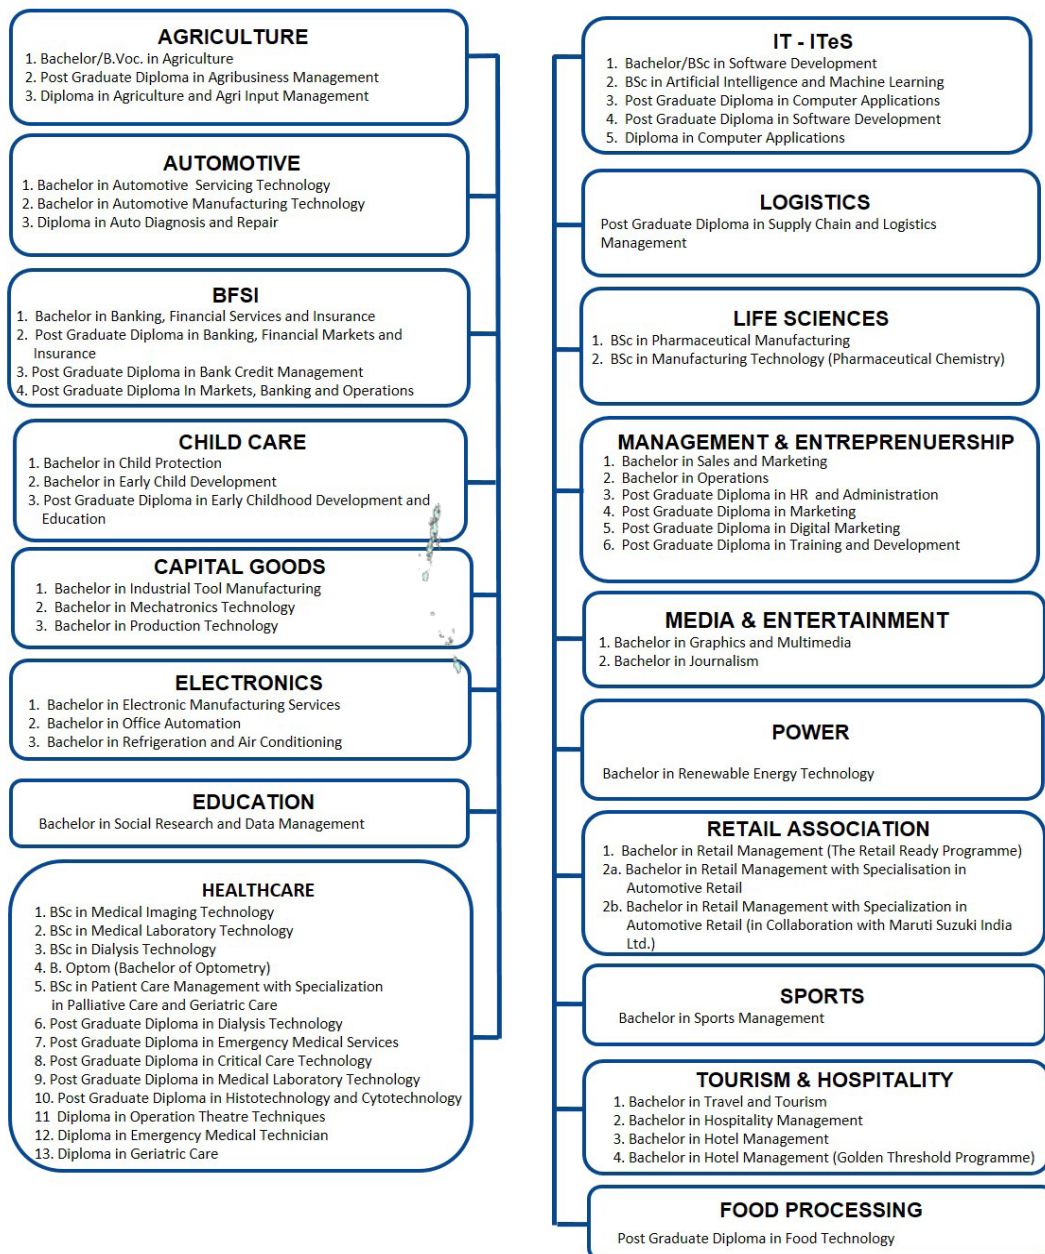 AGRICULTURE
1. Bachelor/B.Voc. in Agriculture
2. Post Graduate Diploma in Agribusiness Management
3. Diploma in Agriculture and Agri Input Management
AUTOMOTIVE
1. Bachelor in Automotive Servicing Technology
2. Bachelor in Automotive Manufacturing Technology
3. Diploma in Auto Diagnosis and Repair
BFSI
1. Bachelor in Banking, Financial Services and Insurance
2. Post Graduate Diploma in Banking, Financial Markets and
Insurance
3. Post Graduate Diploma in Bank Credit Management
4. Post Graduate Diploma In Markets, Banking and Operations
CHILD CARE
1. Bachelor in Child Protection
2. Bachelor in Early Child Development
3. Post Graduate Diploma in Early Childhood Development and
Education
CAPITAL GOODS
1. Bachelor in Industrial Tool Manufacturing
2. Bachelor in Mechatronics Technology
3. Bachelor in Production Technology
ELECTRONICS
1. Bachelor in Electronic Manufacturing Services
2. Bachelor in Office Automation
3. Bachelor in Refrigeration and Air Conditioning
EDUCATION
Bachelor in Social Research and Data Management
HEALTHCARE
1. BSc in Medical Imaging Technology
2. BSc in Medical Laboratory Technology
3. BSc in Dialysis Technology
4. B. Optom (Bachelor of Optometry)
5. BSc in Patient Care Management with Specialization
in Palliative Care and Geriatric Care
6. Post Graduate Diploma in Dialysis Technology
7. Post Graduate Diploma in Emergency Medical Services
8. Post Graduate Diploma in Critical Care Technology
9. Post Graduate Diploma in Medical Laboratory Technology
10. Post Graduate Diploma in Histotechnology and Cytotechnology
11 Diploma in Operation Theatre Techniques
12. Diploma in Emergency Medical Technician
13. Diploma in Geriatric Care
IT - ITeS
1. Bachelor/BSc in Software Development
2. BSc in Artificial Intelligence and Machine Learning
3. Post Graduate Diploma in Computer Applications
4. Post Graduate Diploma in Software Development
5. Diploma in Computer Applications
LOGISTICS
Post Graduate Diploma in Supply Chain and Logistics
Management
LIFE SCIENCES
1. BSc in Pharmaceutical Manufacturing
2. BSc in Manufacturing Technology (Pharmaceutical Chemistry)
MANAGEMENT & ENTREPRENUERSHIP
1. Bachelor in Sales and Marketing
2. Bachelor in Operations
3. Post Graduate Diploma in HR and Administration
4. Post Graduate Diploma in Marketing
5. Post Graduate Diploma in Digital Marketing
6. Post Graduate Diploma in Training and Development
MEDIA & ENTERTAINMENT
1. Bachelor in Graphics and Multimedia
2. Bachelor in Journalism
POWER
Bachelor in Renewable Energy Technology
RETAIL ASSOCIATION
1. Bachelor in Retail Management (The Retail Ready Programme)
2a. Bachelor in Retail Management with Specialisation in
Automotive Retail
2b. Bachelor in Retail Management with Specialization in
Automotive Retail (in Collaboration with Maruti Suzuki India
Ltd.)
SPORTS
Bachelor in Sports Management
TOURISM & HOSPITALITY
1. Bachelor in Travel and Tourism
2. Bachelor in Hospitality Management
3. Bachelor in Hotel Management
4. Bachelor in Hotel Management (Golden Threshold Programme)
FOOD PROCESSING
Post Graduate Diploma in Food Technology